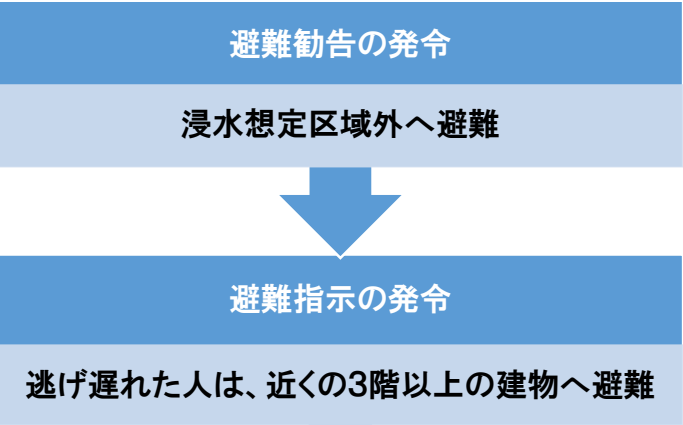 避難勧告の発令
浸水想定区域外へ避難
避難指示の発令
逃げ遅れた人は、近くの3階以上の建物へ避難